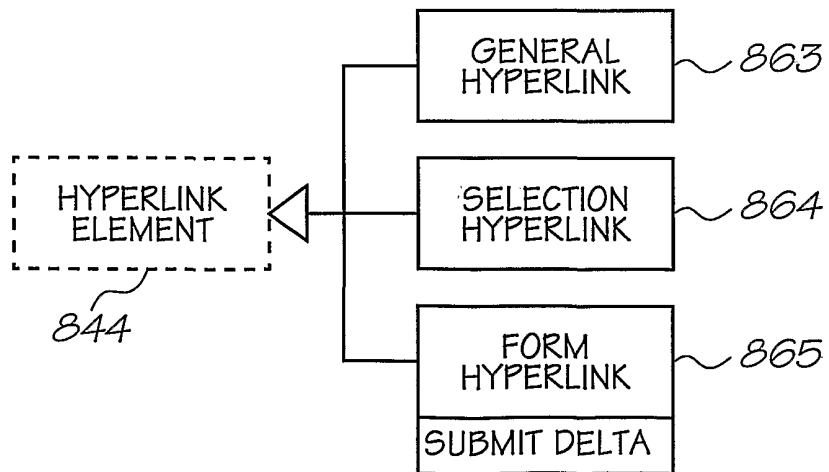 GENERAL
HYPERLINK
863
HYPERLINK
ELEMENT
844
SELECTION
HYPERLINK
864
FORM
HYPERLINK
865
SUBMIT DELTA